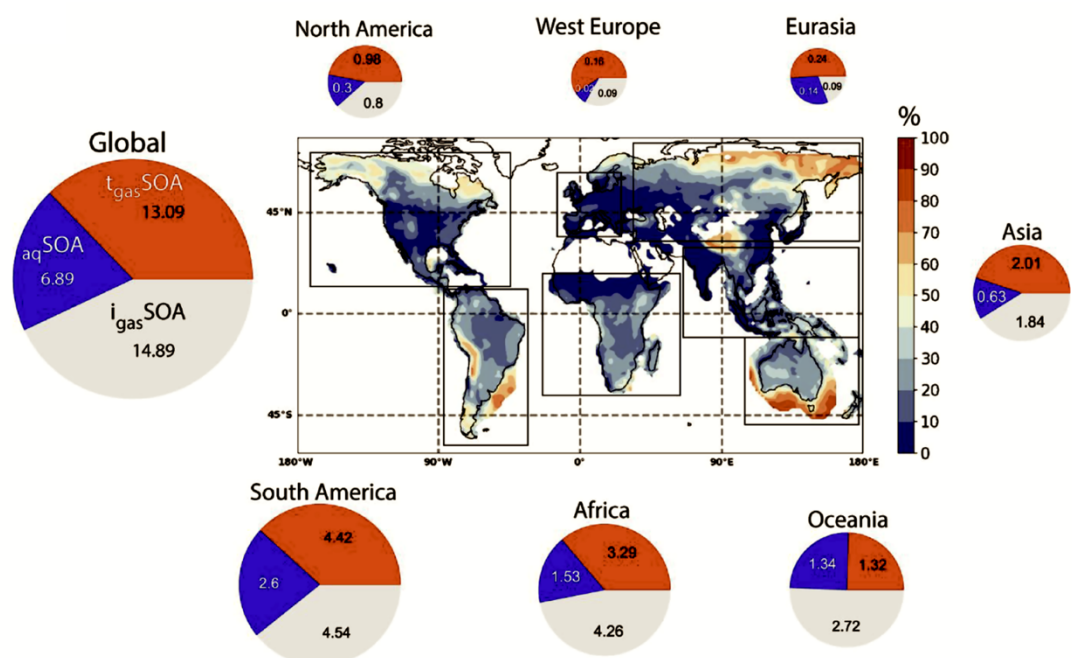 North America
0.98
0.3
0.8
West Europe
0.16
0.02
0.09
Eurasia
0.24
0.14
0.09
Global
tgasSOA
13.09
aqSOA
6.89
igasSOA
14.89
%
100
90
80
70
60
50
40
30
20
10
0
45°N
0°
45°S
180°W
90°W
0°
90°E
180°E
Asia
2.01
0.63
1.84
South America
4.42
2.6
4.54
Africa
3.29
1.53
4.26
Oceania
1.34
1.32
2.72